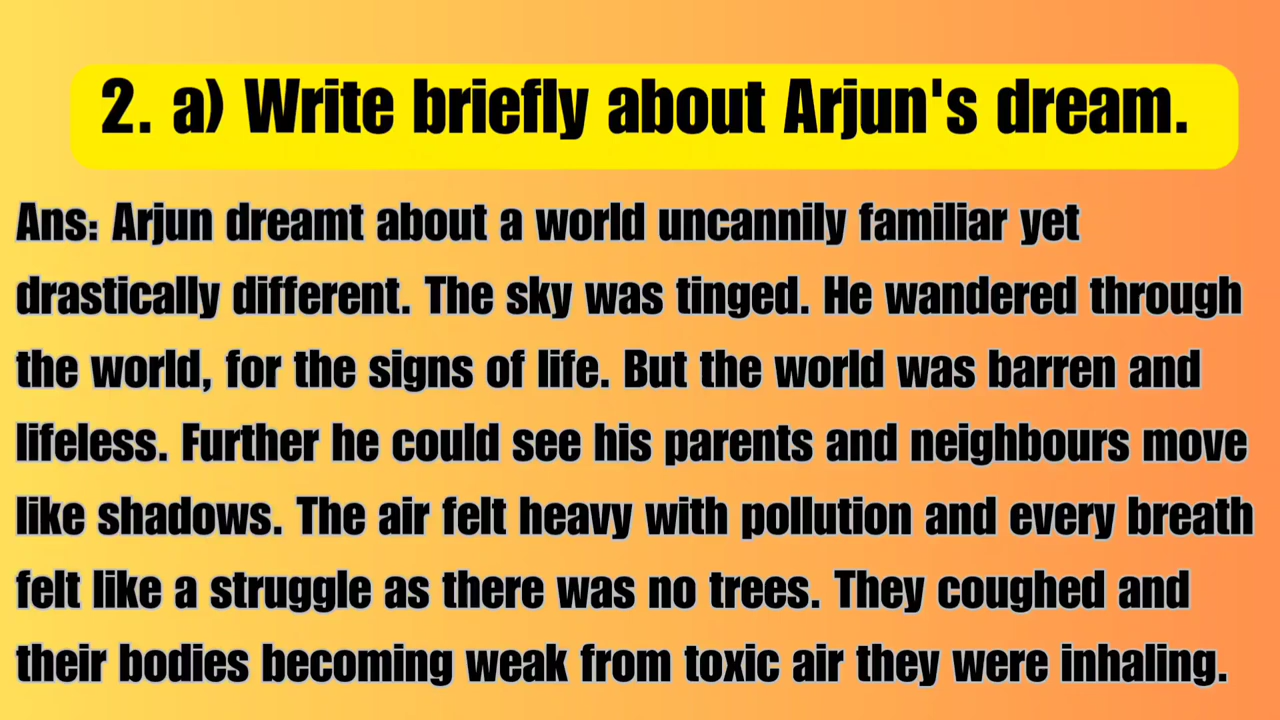 2. a) Write briefly about Arjun's dream.
Ans: Arjun dreamt about a world uncannily familiar yet
drastically different. The sky was tinged. He wandered through
the world, for the signs of life. But the world was barren and
lifeless. Further he could see his parents and neighbours move
like shadows. The air felt heavy with pollution and every breath
felt like a struggle as there was no trees. They coughed and
their bodies becoming weak from toxic air they were inhaling.